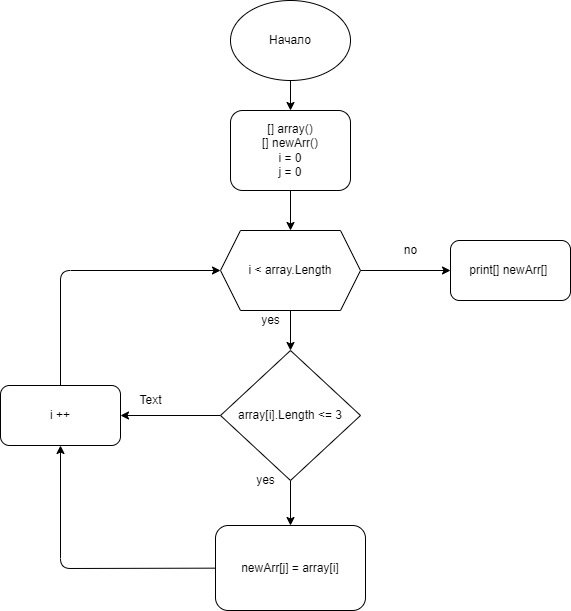 Начало
[] array()
[] newArr()
i = 0
j = 0
i < array.Length
no
print[] newArr[]
yes
array[i].Length <= 3
Text
i ++
yes
newArr[j] = array[i]